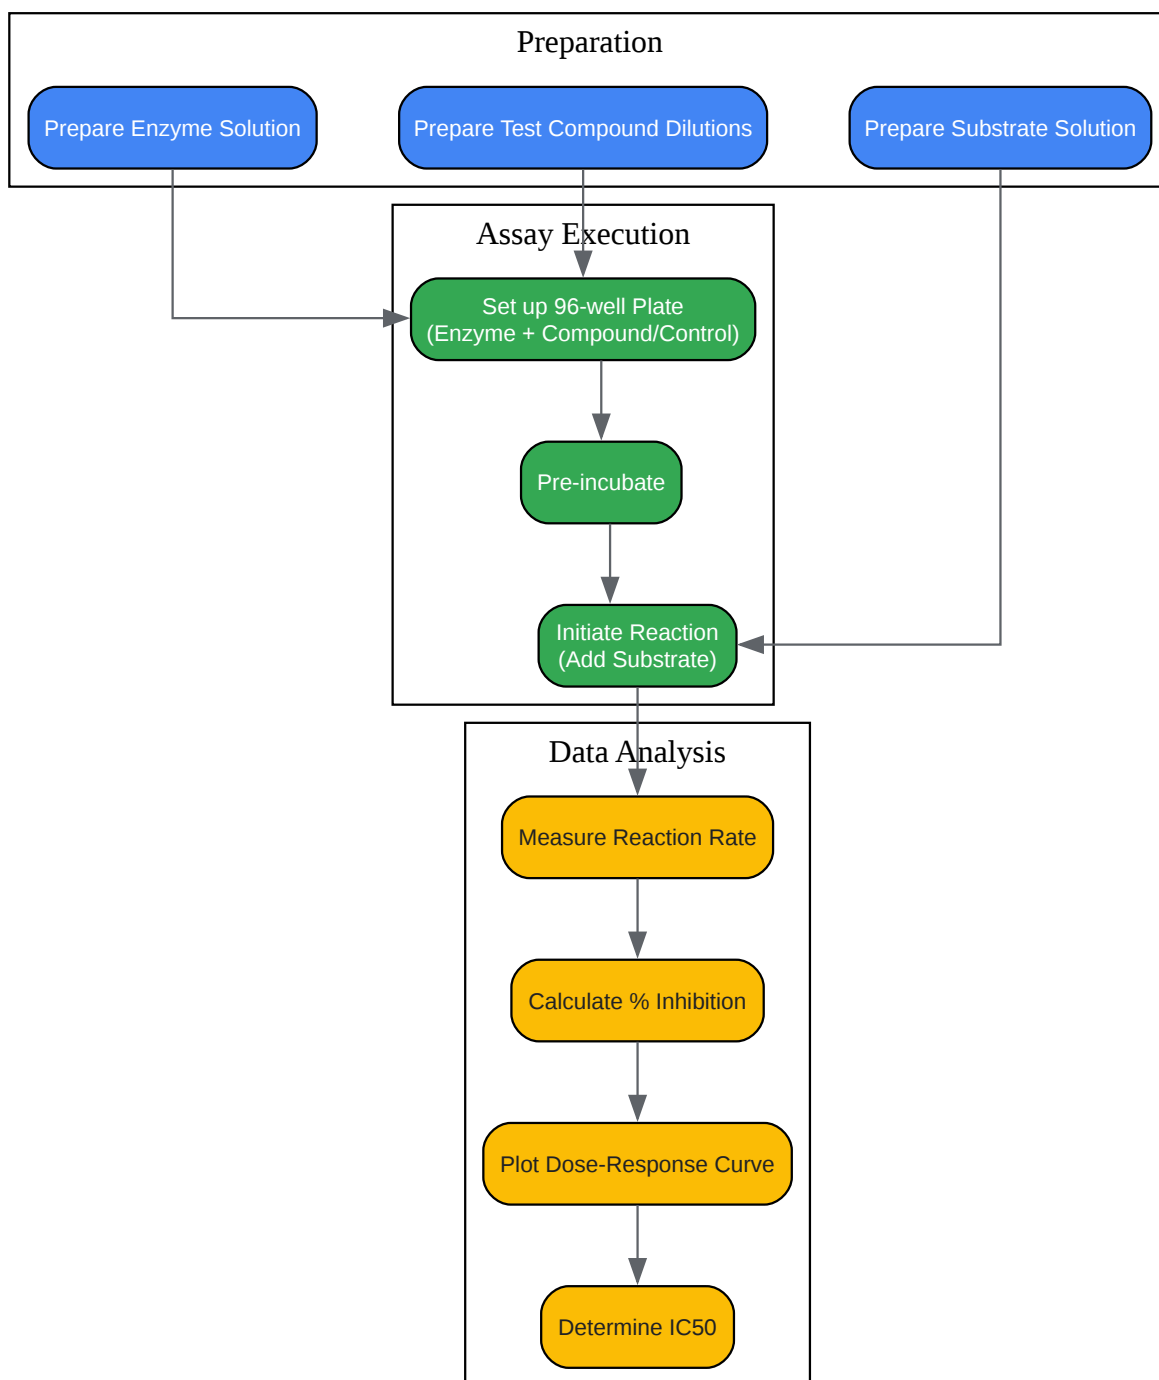 Preparation
Prepare Enzyme Solution
Prepare Test Compound Dilutions
Prepare Substrate Solution
Assay Execution
Set up 96-well Plate
(Enzyme + Compound/Control)
Pre-incubate
Initiate Reaction
(Add Substrate)
Data Analysis
Measure Reaction Rate
Calculate % Inhibition
Plot Dose-Response Curve
Determine IC50